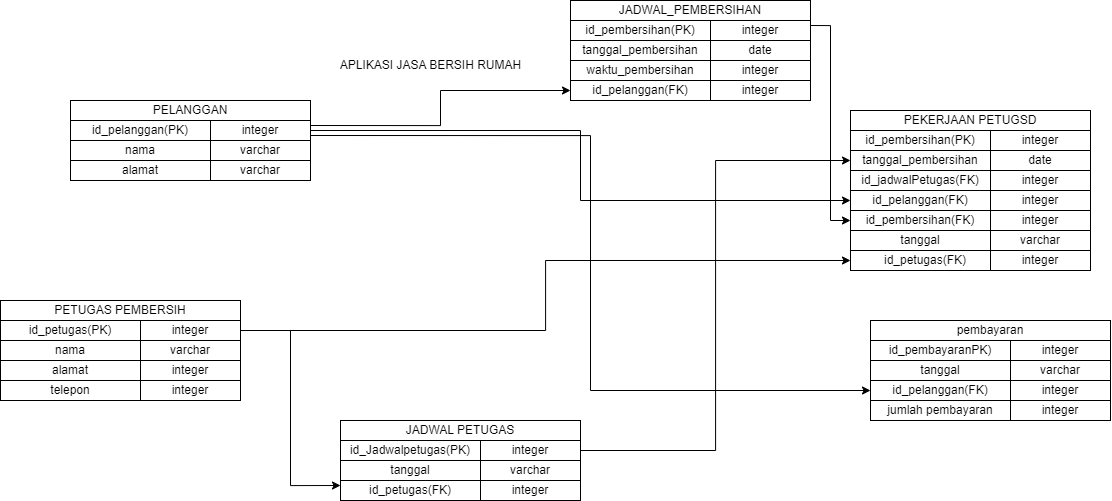 APLIKASI JASA BERSIH RUMAH
JADWAL_PEMBERSIHAN
id_pembersihan(PK) integer
tanggal_pembersihan date
waktu_pembersihan integer
id_pelanggan(FK) integer
PELANGGAN
id_pelanggan(PK) integer
nama varchar
alamat varchar
PEKERJAAN PETUGSD
id_pembersihan(PK) integer
tanggal_pembersihan date
id_jadwalPetugas(FK) integer
id_pelanggan(FK) integer
id_pembersihan(FK) integer
tanggal varchar
id_petugas(FK) integer
PETUGAS PEMBERSIH
id_petugas(PK) integer
nama varchar
alamat integer
telepon integer
pembayaran
id_pembayaranPK) integer
tanggal varchar
id_pelanggan(FK) integer
jumlah pembayaran integer
JADWAL PETUGAS
id_Jadwalpetugas(PK) integer
tanggal varchar
id_petugas(FK) integer